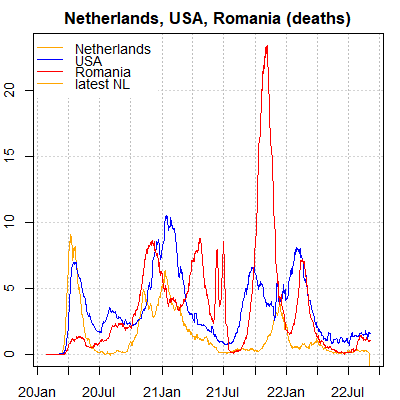 Netherlands, USA, Romania (deaths)
Netherlands
USA
Romania
latest NL
20
15
10
5
0
20Jan 20Jul 21Jan 21Jul 22Jan 22Jul